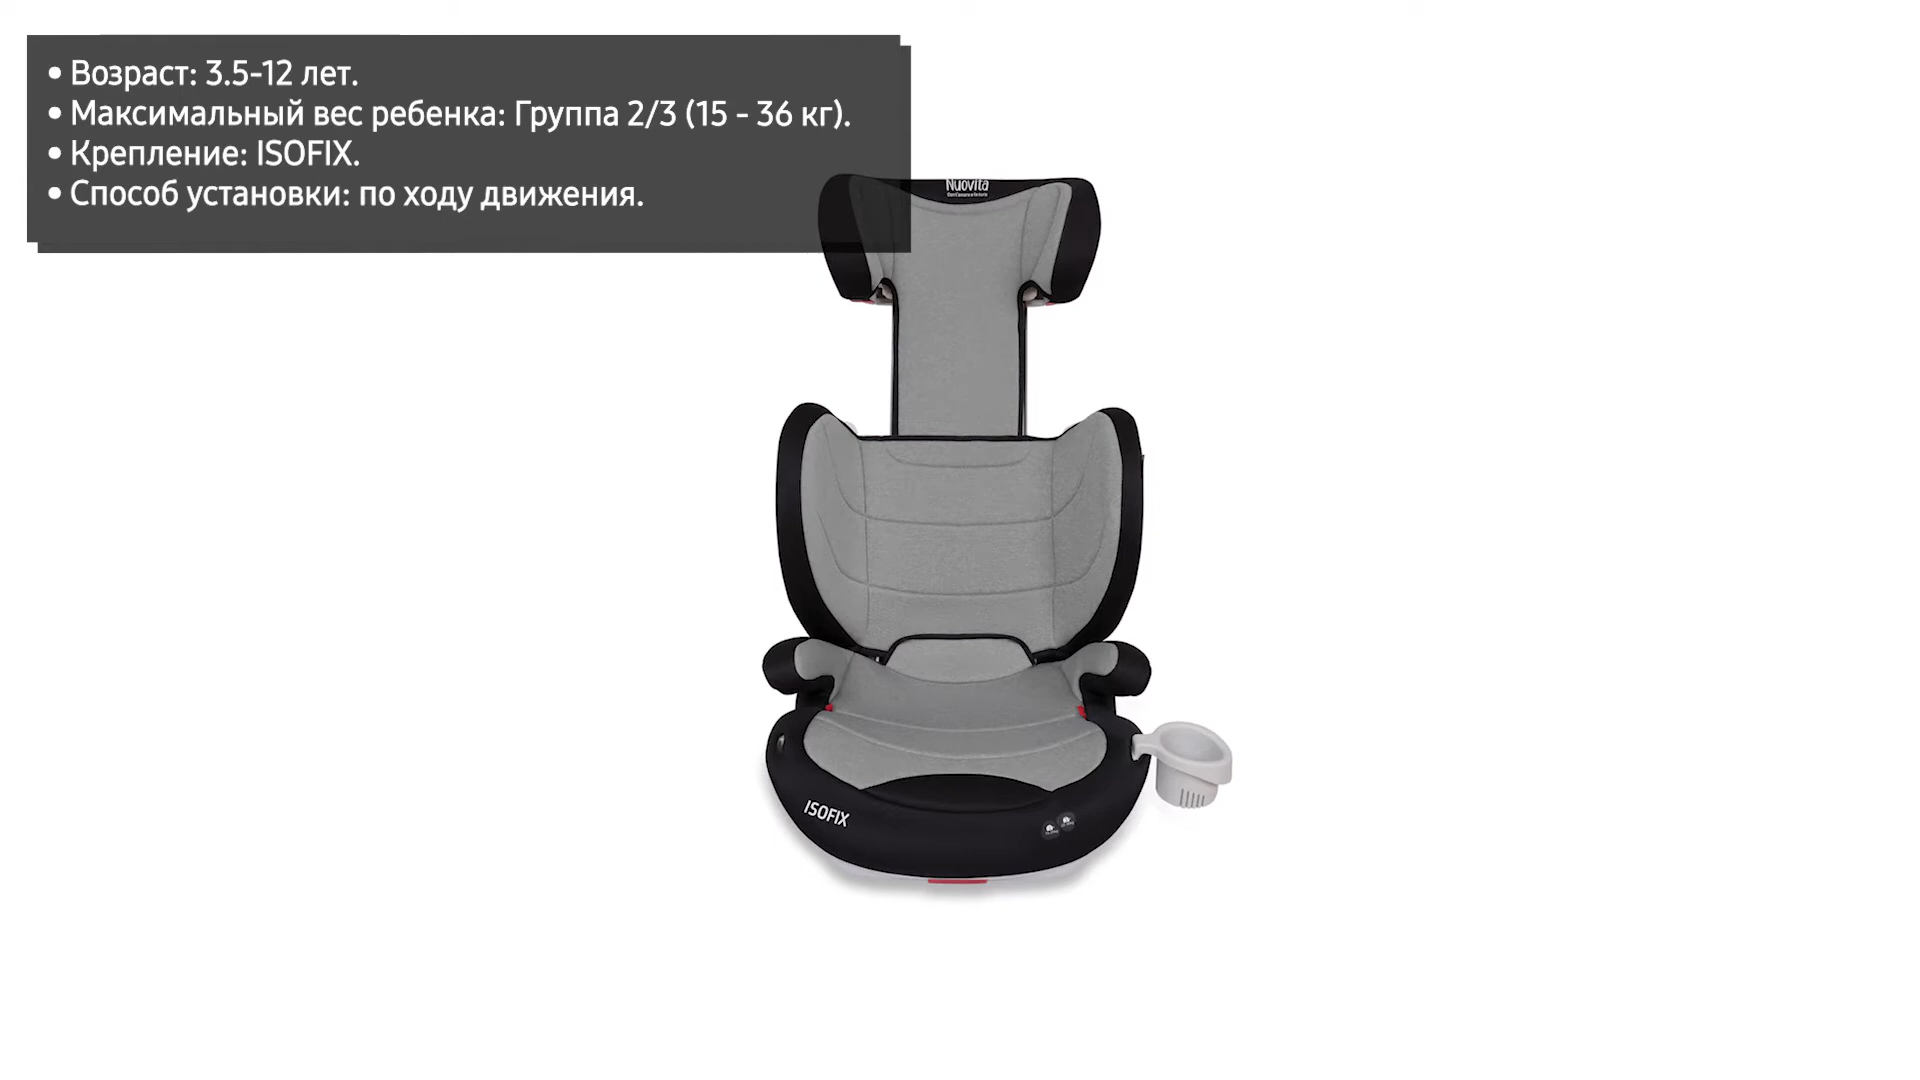 • Возраст: 3.5-12 лет.
• Максимальный вес ребенка: Группа 2/3 (15 - 36 кг).
• Крепление: ISOFIX.
• Способ установки: по ходу движения.
Nuovita
ISOFIX